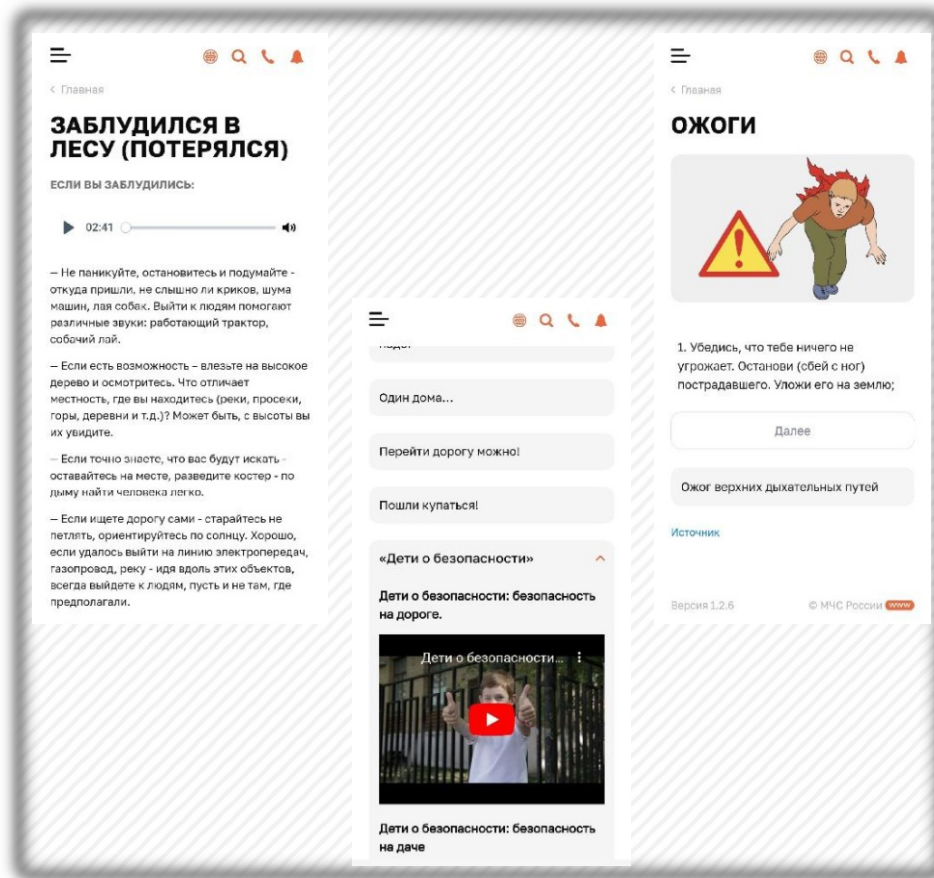 < Главная
ЗАБЛУДИЛСЯ В
ЛЕСУ (ПОТЕРЯЛСЯ)
ЕСЛИ ВЫ ЗАБЛУДИЛИСЬ:
02:41
— Не паникуйте, остановитесь и подумайте -
откуда пришли, не слышно ли криков, шума
машин, лая собак. Выйти к людям помогают
различные звуки: работающий трактор,
собачий лай.
— Если есть возможность – влезьте на высокое
дерево и осмотритесь. Что отличает
местность, где вы находитесь (реки, просеки,
горы, деревни и т.д.)? Может быть, с высоты вы
их увидите.
— Если точно знаете, что вас будут искать -
оставайтесь на месте, разведите костер - по
дыму найти человека легко.
— Если ищете дорогу сами - старайтесь не
петлять, ориентируйтесь по солнцу. Хорошо,
если удалось выйти на линию электропередач,
газопровод, реку - идя вдоль этих объектов,
всегда выйдете к людям, пусть и не там, где
предполагали.
Один дома...
Перейти дорогу можно!
Пошли купаться!
«Дети о безопасности»
Дети о безопасности: безопасность
на дороге.
Дети о безопасности...
Дети о безопасности: безопасность
на даче
< Главная
ОЖОГИ
1. Убедись, что тебе ничего не
угрожает. Останови (сбей с ног)
пострадавшего. Уложи его на землю;
Далее
Ожог верхних дыхательных путей
Источник
Версия 1.2.6
© МЧС России www